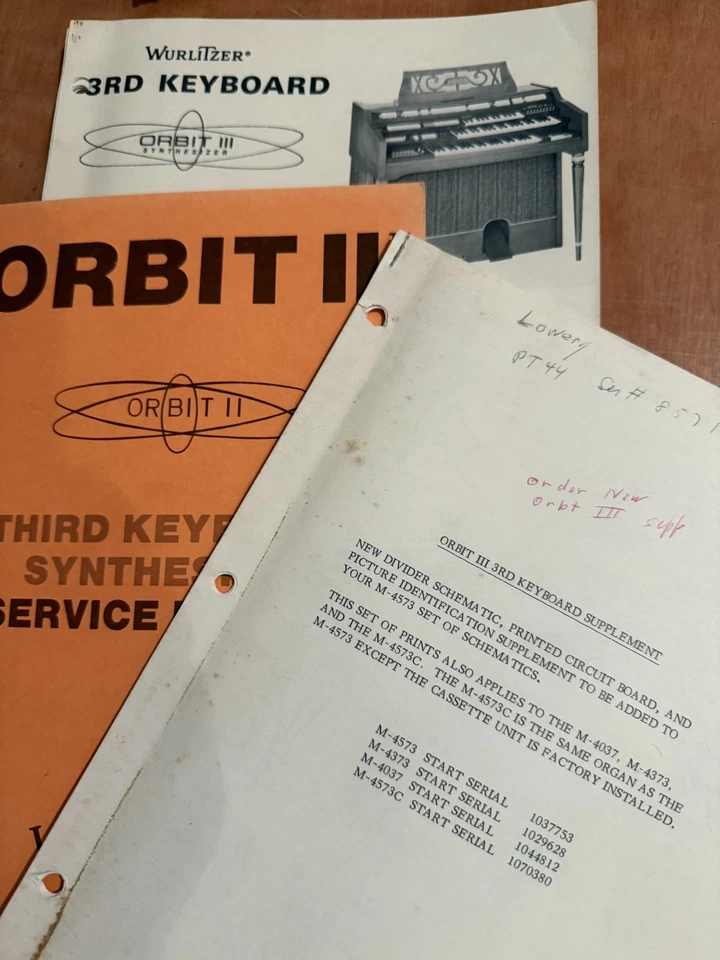 WURLITZER®
3RD KEYBOARD
ORBIT III
SYNTHESIZER
ORBIT II
ORBIT II
THIRD KEY
SYNTHES
SERVICE
Lowery
PT44 Ser# 8571
order New
orbt III supp
ORBIT III 3RD KEYBOARD SUPPLEMENT
NEW DIVIDER SCHEMATIC, PRINTED CIRCUIT BOARD, AND
PICTURE IDENTIFICATION SUPPLEMENT TO BE ADDED TO
YOUR M-4573 SET OF SCHEMATICS.
THIS SET OF PRINTS ALSO APPLIES TO THE M-4037, M-4373,
AND THE M-4573C. THE M-4573C IS THE SAME ORGAN AS THE
M-4573 EXCEPT THE CASSETTE UNIT IS FACTORY INSTALLED.
M-4573 START SERIAL 1037753
M-4373 START SERIAL 1029628
M-4037 START SERIAL 1044812
M-4573C START SERIAL 1070380